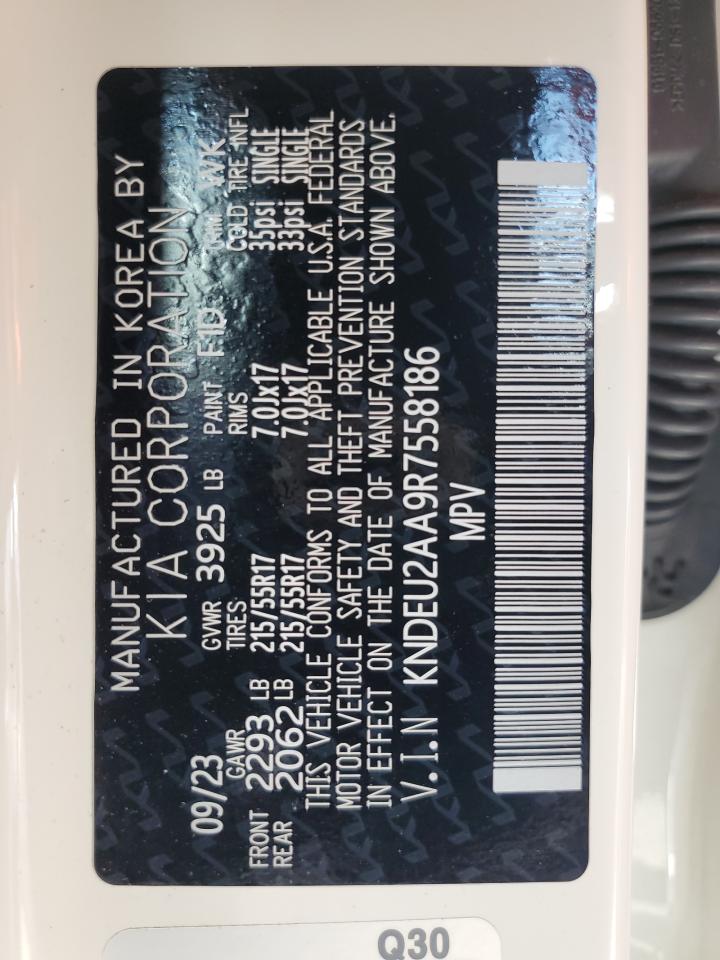 MANUFACTURED IN KOREA BY
KIA CORPORATION
09/23 GVWR 3925 LB PAINT F1D TRIM WK
GAWR TIRES RIMS COLD TIRE INFL
FRONT 2293 LB 215/55R17 7.0Jx17 35psi SINGLE
REAR 2062 LB 215/55R17 7.0Jx17 33psi SINGLE
THIS VEHICLE CONFORMS TO ALL APPLICABLE U.S.A. FEDERAL
MOTOR VEHICLE SAFETY AND THEFT PREVENTION STANDARDS
IN EFFECT ON THE DATE OF MANUFACTURE SHOWN ABOVE.
V.I.N KNDEU2AA9R7558186
MPV
Q30